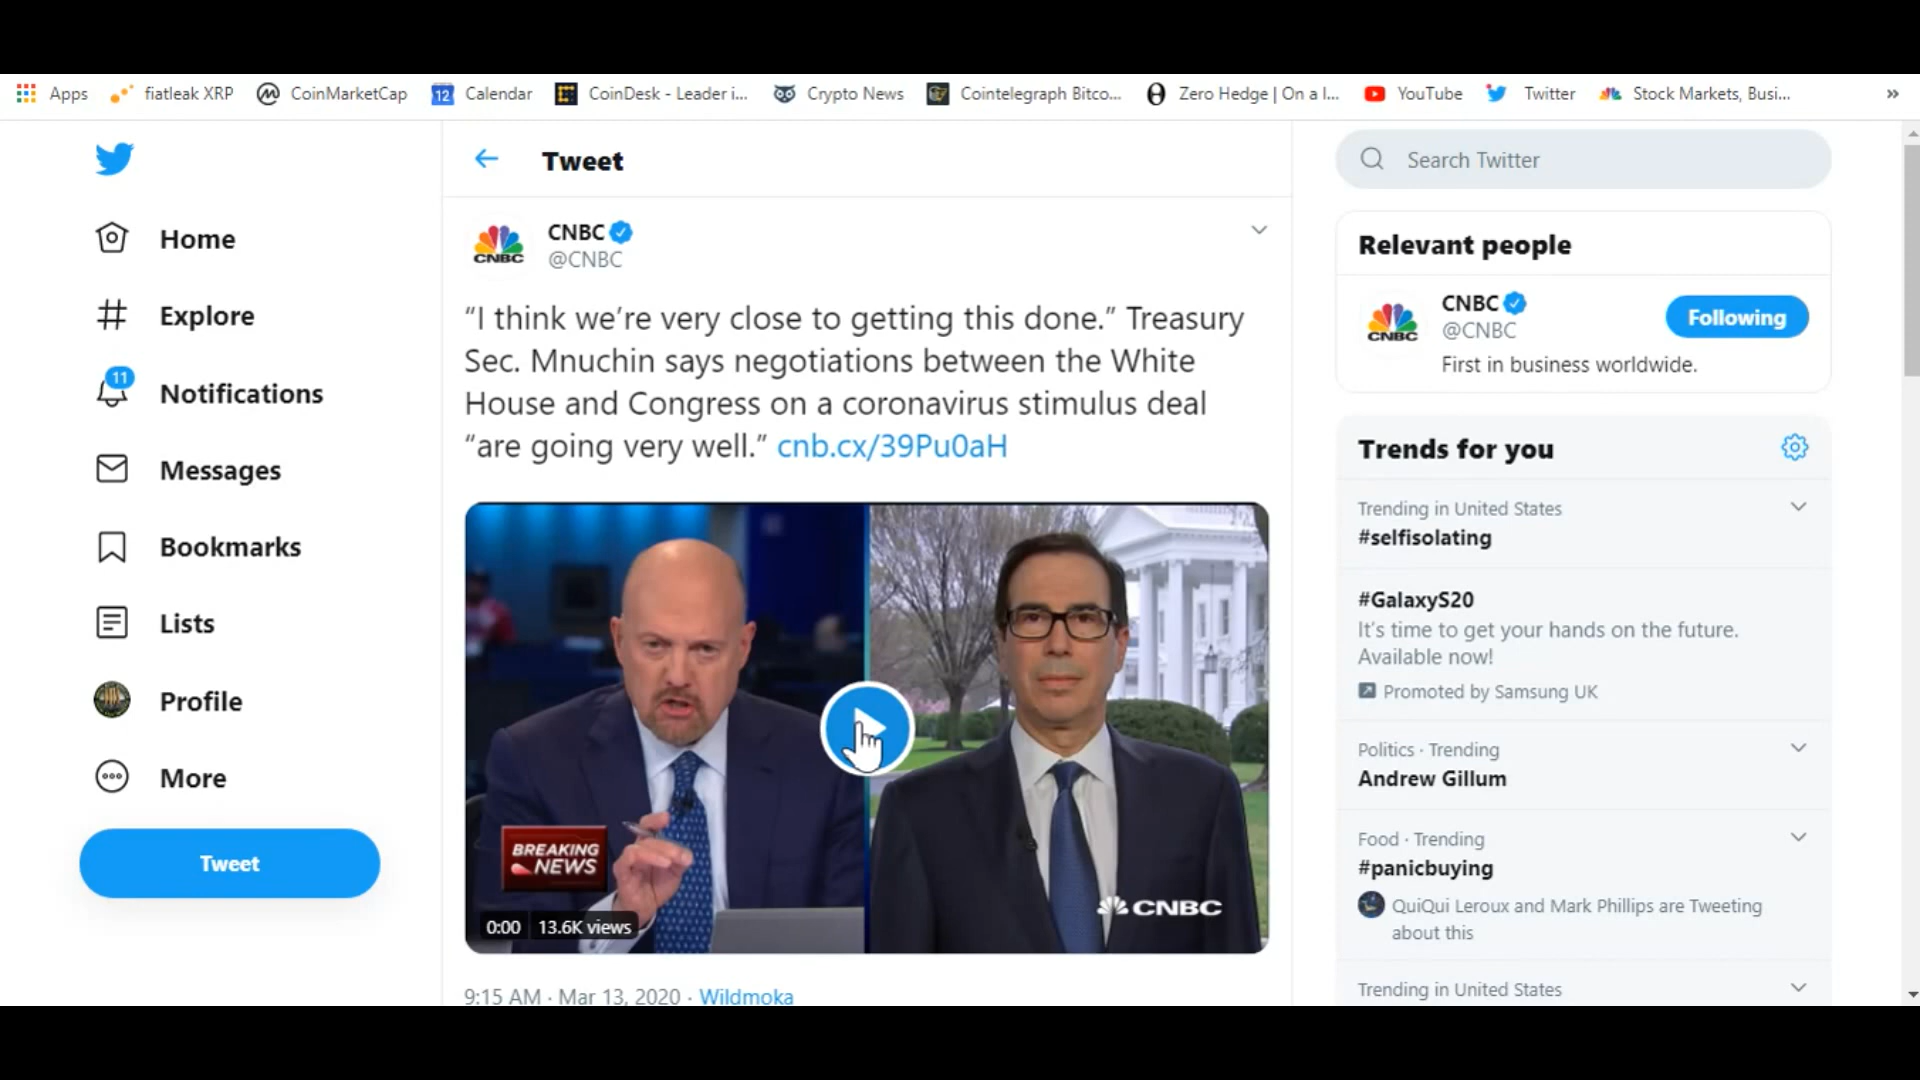 Apps
fiatleak XRP
CoinMarketCap
12
Calendar
CoinDesk - Leader i...
Crypto News
Cointelegraph Bitco...
Zero Hedge | On a l...
YouTube
Twitter
Stock Markets, Busi...
»
Home
Explore
11
Notifications
Messages
Bookmarks
Lists
Profile
More
Tweet
Tweet
CNBC
CNBC
@CNBC
“I think we’re very close to getting this done.” Treasury
Sec. Mnuchin says negotiations between the White
House and Congress on a coronavirus stimulus deal
“are going very well.” cnb.cx/39Pu0aH
BREAKING
NEWS
0:00
13.6K views
CNBC
9:15 AM · Mar 13, 2020 · Wildmoka
Search Twitter
Relevant people
CNBC
CNBC
@CNBC
Following
First in business worldwide.
Trends for you
Trending in United States
#selfisolating
#GalaxyS20
It’s time to get your hands on the future.
Available now!
Promoted by Samsung UK
Politics · Trending
Andrew Gillum
Food · Trending
#panicbuying
QuiQui Leroux and Mark Phillips are Tweeting
about this
Trending in United States